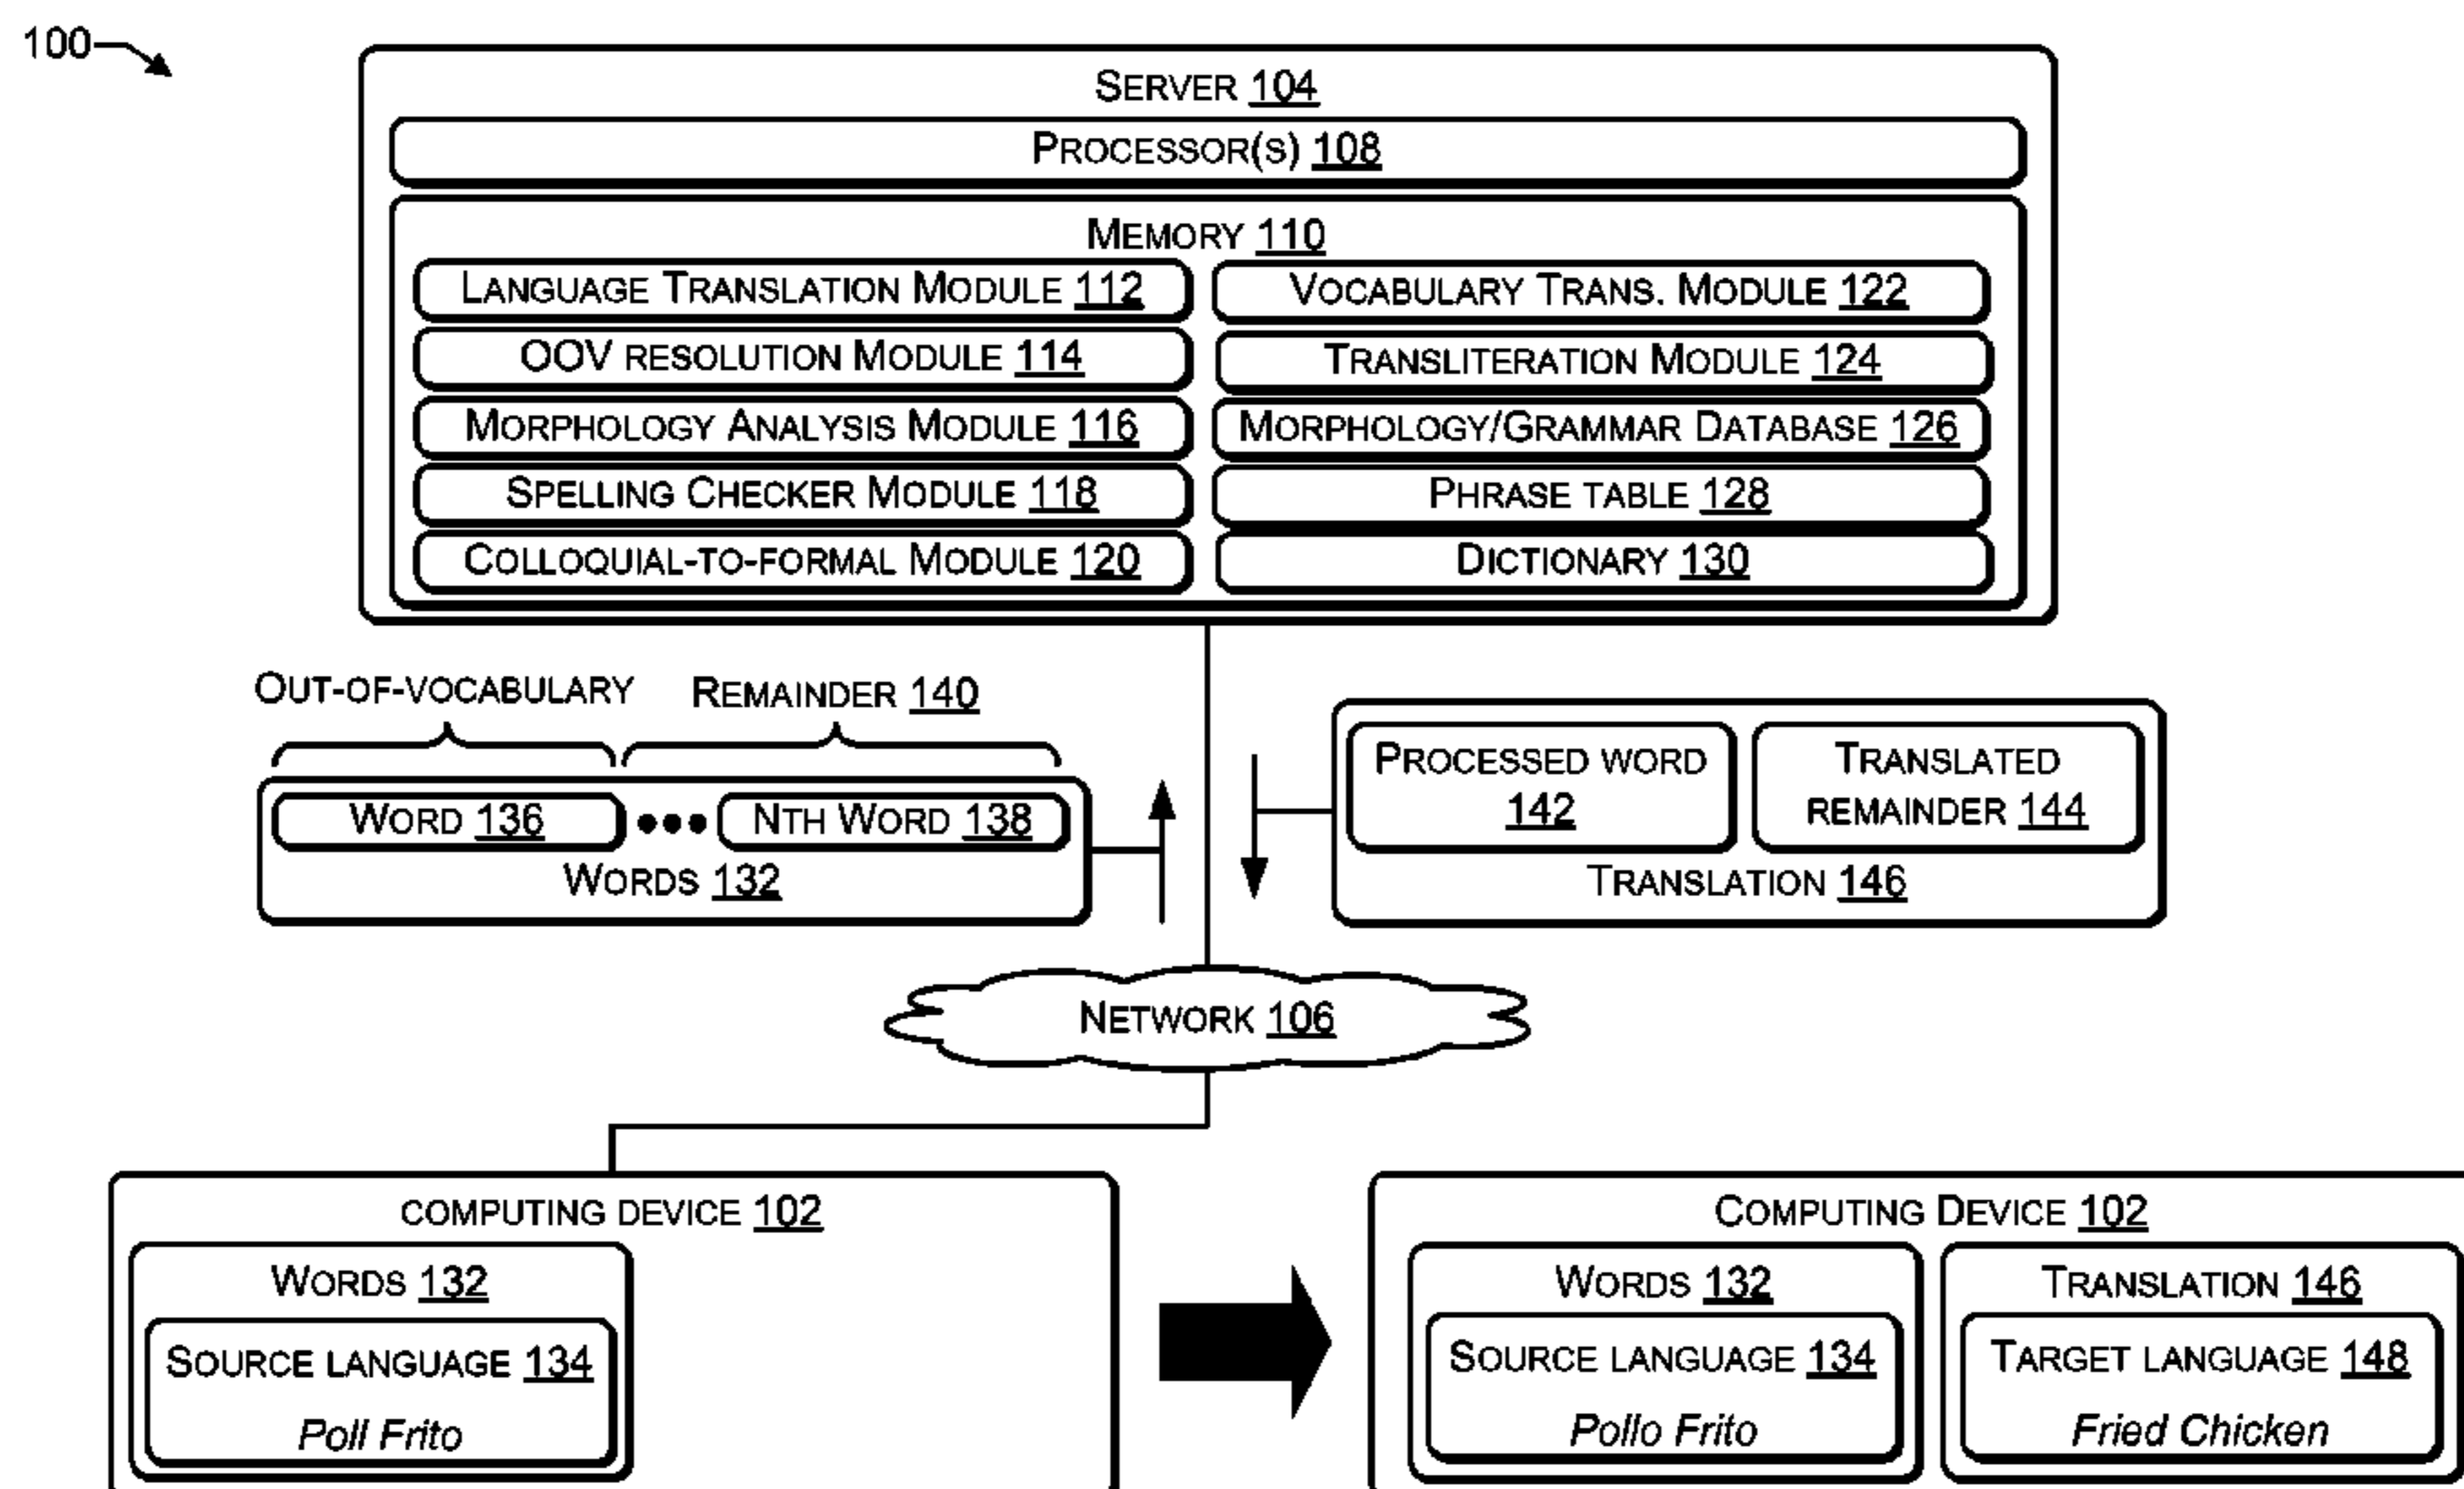 100
SERVER 104
PROCESSOR(S) 108
MEMORY 110
LANGUAGE TRANSLATION MODULE 112
VOCABULARY TRANS. MODULE 122
OOV RESOLUTION MODULE 114
TRANSLITERATION MODULE 124
MORPHOLOGY ANALYSIS MODULE 116
MORPHOLOGY/GRAMMAR DATABASE 126
SPELLING CHECKER MODULE 118
PHRASE TABLE 128
COLLOQUIAL-TO-FORMAL MODULE 120
DICTIONARY 130
OUT-OF-VOCABULARY
REMAINDER 140
WORD 136 ●●● NTH WORD 138
WORDS 132
PROCESSED WORD
142
TRANSLATED
REMAINDER 144
TRANSLATION 146
NETWORK 106
COMPUTING DEVICE 102
WORDS 132
SOURCE LANGUAGE 134
Poll Frito
COMPUTING DEVICE 102
WORDS 132
SOURCE LANGUAGE 134
Pollo Frito
TRANSLATION 146
TARGET LANGUAGE 148
Fried Chicken